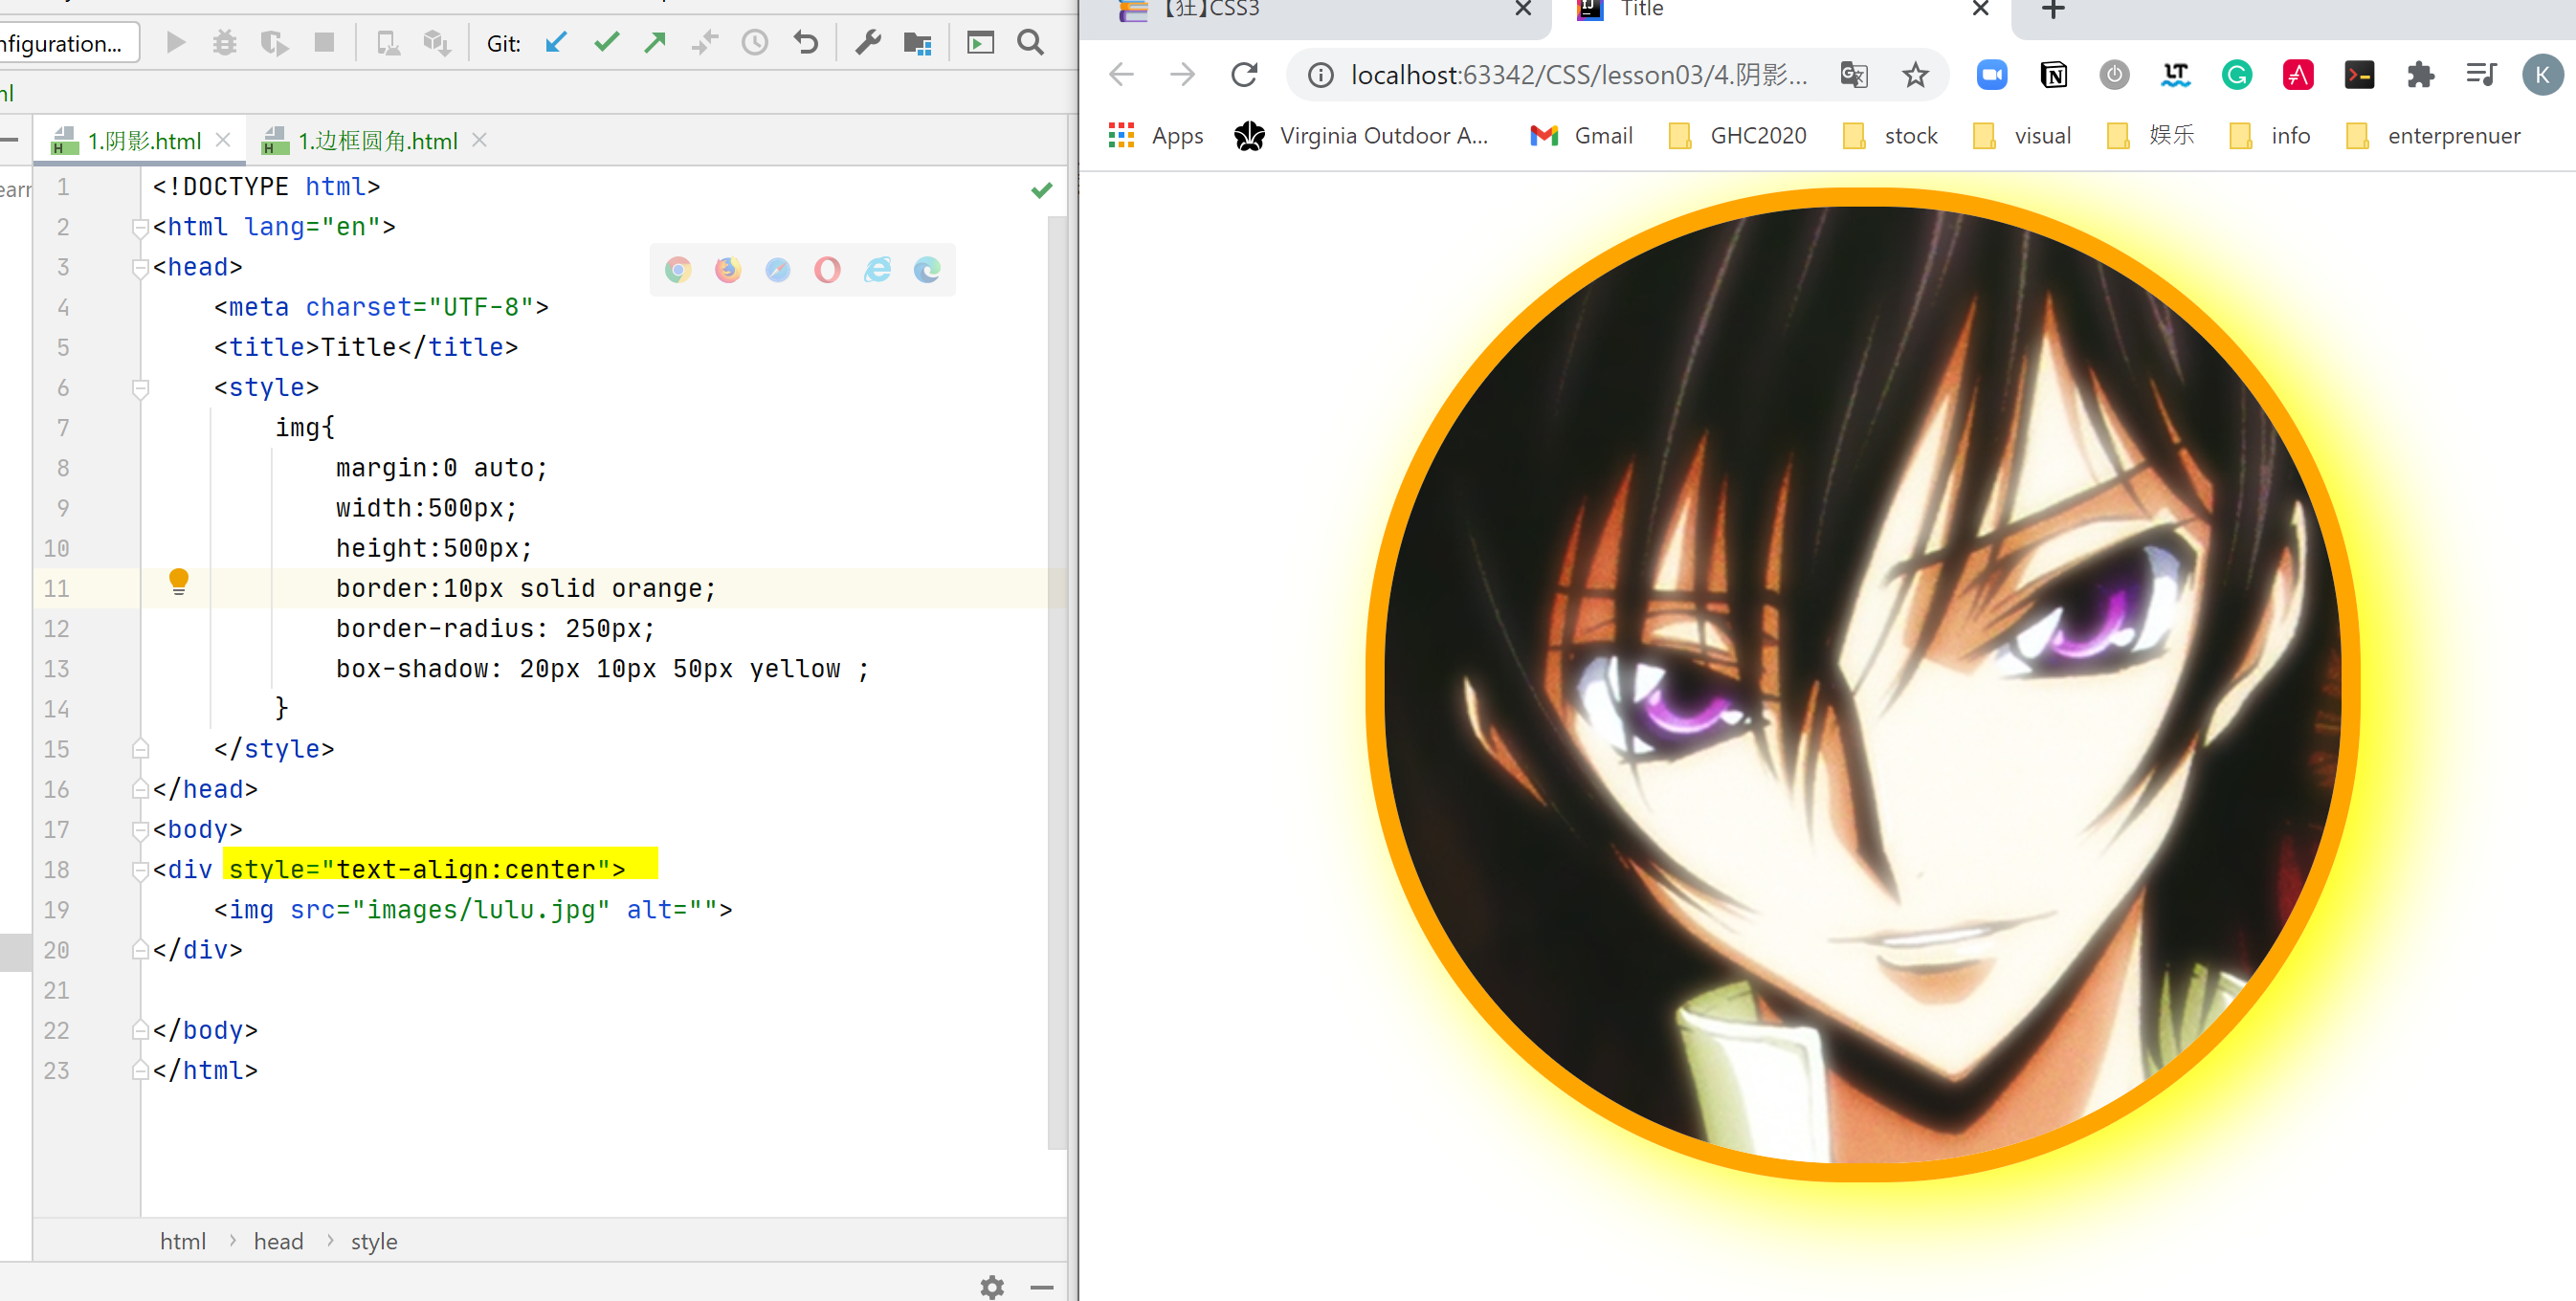 nfiguration...
Git:
nl
1.阴影.html
1.边框圆角.html
earn
1 <!DOCTYPE html>
2 <html lang="en">
3 <head>
4 <meta charset="UTF-8">
5 <title>Title</title>
6 <style>
7 img{
8 margin:0 auto;
9 width:500px;
10 height:500px;
11 border:10px solid orange;
12 border-radius: 250px;
13 box-shadow: 20px 10px 50px yellow ;
14 }
15 </style>
16 </head>
17 <body>
18 <div style="text-align:center">
19 <img src="images/lulu.jpg" alt="">
20 </div>
21
22 </body>
23 </html>
html › head › style
【狂】CSS3
Title
localhost:63342/CSS/lesson03/4.阴影...
K
Apps
Virginia Outdoor A...
Gmail
GHC2020
stock
visual
娱乐
info
enterprenuer